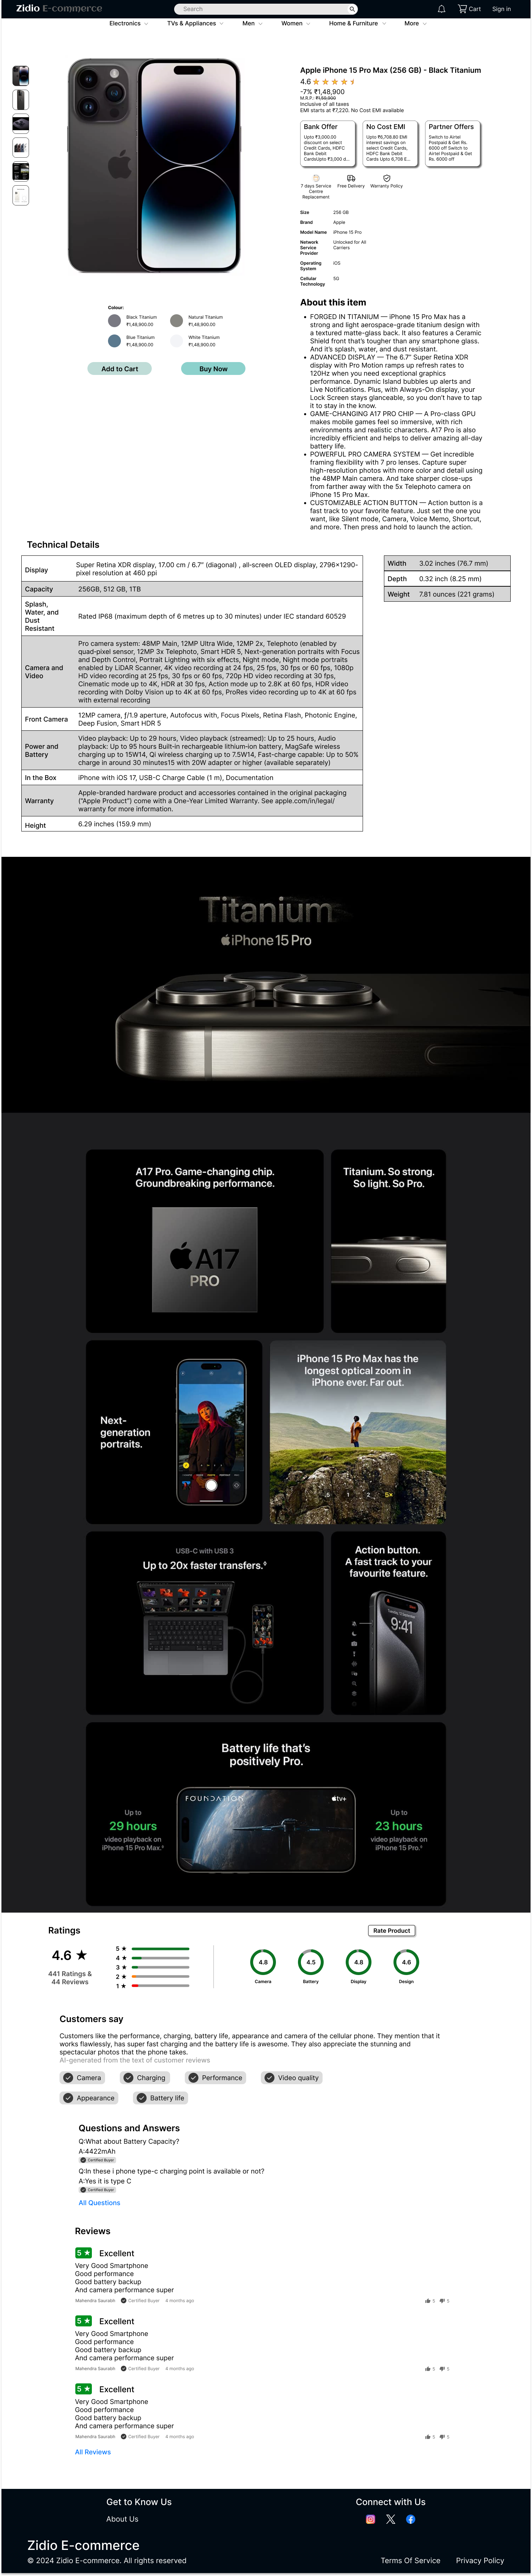 Zidio E-commerce
Search
Cart
Sign in
Electronics
TVs & Appliances
Men
Women
Home & Furniture
More
Apple iPhone 15 Pro Max (256 GB) - Black Titanium
4.6
-7% ₹1,48,900
M.R.P.: ₹1,59,900
Inclusive of all taxes
EMI starts at ₹7,220. No Cost EMI available
Bank Offer
Upto ₹3,000.00
discount on select
Credit Cards, HDFC
Bank Debit
CardsUpto ₹3,000 d...
No Cost EMI
Upto ₹6,708.80 EMI
interest savings on
select Credit Cards,
HDFC Bank Debit
Cards Upto 6,708 E...
Partner Offers
Switch to Airtel
Postpaid & Get Rs.
6000 off Switch to
Airtel Postpaid & Get
Rs. 6000 off
7 days Service
Centre
Replacement
Free Delivery
Warranty Policy
Size 256 GB
Brand Apple
Model Name iPhone 15 Pro
Network
Service
Provider
Unlocked for All
Carriers
Operating
System
iOS
Cellular
Technology
5G
Colour:
Black Titanium
₹1,48,900.00
Natural Titanium
₹1,48,900.00
Blue Titanium
₹1,48,900.00
White Titanium
₹1,48,900.00
Add to Cart
Buy Now
About this item
• FORGED IN TITANIUM — iPhone 15 Pro Max has a
strong and light aerospace-grade titanium design with
a textured matte-glass back. It also features a Ceramic
Shield front that's tougher than any smartphone glass.
And it's splash, water, and dust resistant.
• ADVANCED DISPLAY — The 6.7" Super Retina XDR
display with Pro Motion ramps up refresh rates to
120Hz when you need exceptional graphics
performance. Dynamic Island bubbles up alerts and
Live Notifications. Plus, with Always-On display, your
Lock Screen stays glanceable, so you don't have to tap
it to stay in the know.
• GAME-CHANGING A17 PRO CHIP — A Pro-class GPU
makes mobile games feel so immersive, with rich
environments and realistic characters. A17 Pro is also
incredibly efficient and helps to deliver amazing all-day
battery life.
• POWERFUL PRO CAMERA SYSTEM — Get incredible
framing flexibility with 7 pro lenses. Capture super
high-resolution photos with more color and detail using
the 48MP Main camera. And take sharper close-ups
from farther away with the 5x Telephoto camera on
iPhone 15 Pro Max.
• CUSTOMIZABLE ACTION BUTTON — Action button is a
fast track to your favorite feature. Just set the one you
want, like Silent mode, Camera, Voice Memo, Shortcut,
and more. Then press and hold to launch the action.
Technical Details
Display
Super Retina XDR display, 17.00 cm / 6.7" (diagonal) , all-screen OLED display, 2796×1290-
pixel resolution at 460 ppi
Capacity
256GB, 512 GB, 1TB
Splash,
Water, and
Dust
Resistant
Rated IP68 (maximum depth of 6 metres up to 30 minutes) under IEC standard 60529
Camera and
Video
Pro camera system: 48MP Main, 12MP Ultra Wide, 12MP 2x, Telephoto (enabled by
quad-pixel sensor, 12MP 3x Telephoto, Smart HDR 5, Next-generation portraits with Focus
and Depth Control, Portrait Lighting with six effects, Night mode, Night mode portraits
enabled by LiDAR Scanner, 4K video recording at 24 fps, 25 fps, 30 fps or 60 fps, 1080p
HD video recording at 25 fps, 30 fps or 60 fps, 720p HD video recording at 30 fps,
Cinematic mode up to 4K, HDR at 30 fps, Action mode up to 2.8K at 60 fps, HDR video
recording with Dolby Vision up to 4K at 60 fps, ProRes video recording up to 4K at 60 fps
with external recording
Front Camera
12MP camera, ƒ/1.9 aperture, Autofocus with, Focus Pixels, Retina Flash, Photonic Engine,
Deep Fusion, Smart HDR 5
Power and
Battery
Video playback: Up to 29 hours, Video playback (streamed): Up to 25 hours, Audio
playback: Up to 95 hours Built-in rechargeable lithium-ion battery, MagSafe wireless
charging up to 15W14, Qi wireless charging up to 7.5W14, Fast-charge capable: Up to 50%
charge in around 30 minutes15 with 20W adapter or higher (available separately)
In the Box
iPhone with iOS 17, USB-C Charge Cable (1 m), Documentation
Warranty
Apple-branded hardware product and accessories contained in the original packaging
("Apple Product") come with a One-Year Limited Warranty. See apple.com/in/legal/
warranty for more information.
Height
6.29 inches (159.9 mm)
Width 3.02 inches (76.7 mm)
Depth 0.32 inch (8.25 mm)
Weight 7.81 ounces (221 grams)
Titanium
iPhone 15 Pro
A17 Pro. Game-changing chip.
Groundbreaking performance.
A17
PRO
Titanium. So strong.
So light. So Pro.
Next-
generation
portraits.
iPhone 15 Pro Max has the
longest optical zoom in
iPhone ever. Far out.
.5 1 2 5×
USB-C with USB 3
Up to 20x faster transfers.◊
Action button.
A fast track to your
favourite feature.
9:41
Battery life that's
positively Pro.
FOUNDATION
tv+
Up to
29 hours
video playback on
iPhone 15 Pro Max.◊
Up to
23 hours
video playback on
iPhone 15 Pro.◊
Ratings
Rate Product
4.6 ★
441 Ratings &
44 Reviews
5 ★
4 ★
3 ★
2 ★
1 ★
4.8
Camera
4.5
Battery
4.8
Display
4.6
Design
Customers say
Customers like the performance, charging, battery life, appearance and camera of the cellular phone. They mention that it
works flawlessly, has super fast charging and the battery life is awesome. They also appreciate the stunning and
spectacular photos that the phone takes.
AI-generated from the text of customer reviews
Camera
Charging
Performance
Video quality
Appearance
Battery life
Questions and Answers
Q:What about Battery Capacity?
A:4422mAh
Certified Buyer
Q:In these i phone type-c charging point is available or not?
A:Yes it is type C
Certified Buyer
All Questions
Reviews
5 ★ Excellent
Very Good Smartphone
Good performance
Good battery backup
And camera performance super
Mahendra Saurabh Certified Buyer 4 months ago 5 5
5 ★ Excellent
Very Good Smartphone
Good performance
Good battery backup
And camera performance super
Mahendra Saurabh Certified Buyer 4 months ago 5 5
5 ★ Excellent
Very Good Smartphone
Good performance
Good battery backup
And camera performance super
Mahendra Saurabh Certified Buyer 4 months ago 5 5
All Reviews
Get to Know Us
About Us
Connect with Us
Zidio E-commerce
© 2024 Zidio E-commerce. All rights reserved
Terms Of Service
Privacy Policy